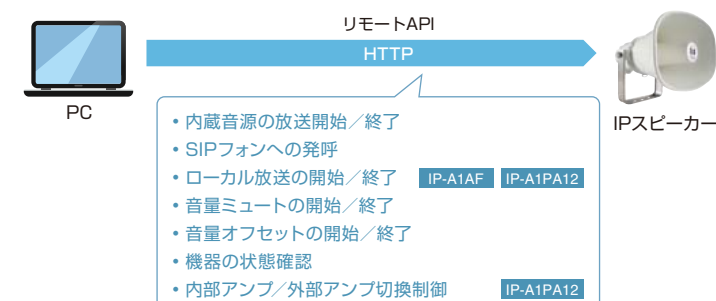 リモートAPI
HTTP
PC
IPスピーカー
• 内蔵音源の放送開始／終了
• SIPフォンへの発呼
• ローカル放送の開始／終了 IP-A1AF IP-A1PA12
• 音量ミュートの開始／終了
• 音量オフセットの開始／終了
• 機器の状態確認
• 内部アンプ／外部アンプ切換制御 IP-A1PA12